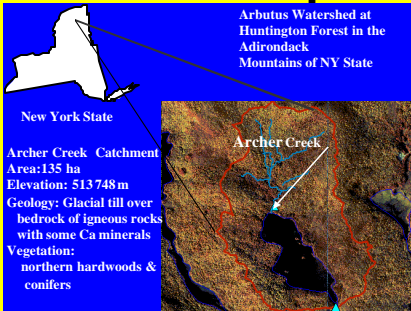 Arbutus Watershed at
Huntington Forest in the
Adirondack
Mountains of NY State
New York State
Archer Creek Catchment
Area:135 ha
Elevation: 513748m
Geology: Glacial till over
bedrock of igneous rocks
with some Ca minerals
Vegetation:
northern hardwoods &
conifers
Archer Creek